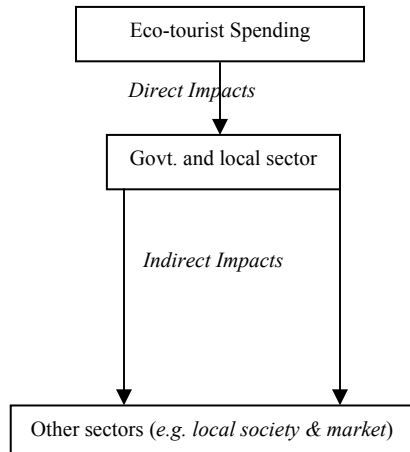 Eco-tourist Spending
Direct Impacts
Govt. and local sector
Indirect Impacts
Other sectors (e.g. local society & market)